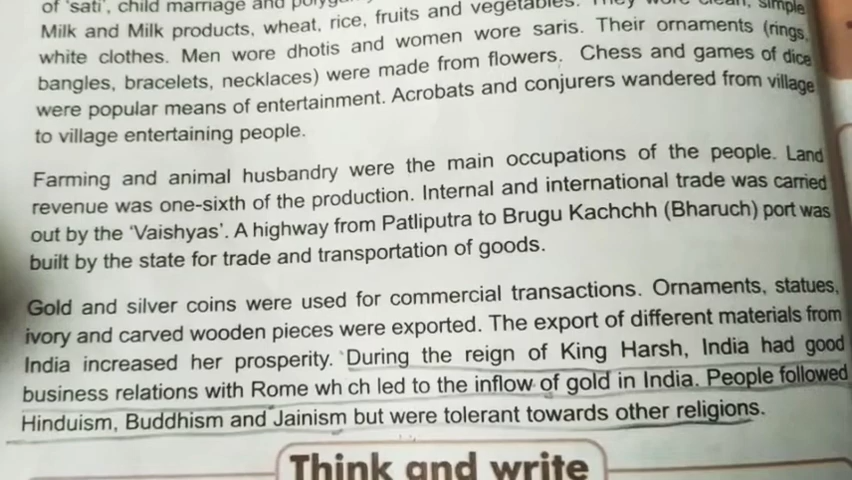 of 'sati', child marriage and
Milk and Milk products, wheat, rice, fruits and vegetables. They wore clean, simple
white clothes. Men wore dhotis and women wore saris. Their ornaments (rings,
bangles, bracelets, necklaces) were made from flowers. Chess and games of dice
were popular means of entertainment. Acrobats and conjurers wandered from village
to village entertaining people.
Farming and animal husbandry were the main occupations of the people. Land
revenue was one-sixth of the production. Internal and international trade was carried
out by the 'Vaishyas'. A highway from Patliputra to Brugu Kachchh (Bharuch) port was
built by the state for trade and transportation of goods.
Gold and silver coins were used for commercial transactions. Ornaments, statues,
ivory and carved wooden pieces were exported. The export of different materials from
India increased her prosperity. During the reign of King Harsh, India had good
business relations with Rome wh ch led to the inflow of gold in India. People followed
Hinduism, Buddhism and Jainism but were tolerant towards other religions.
Think and write